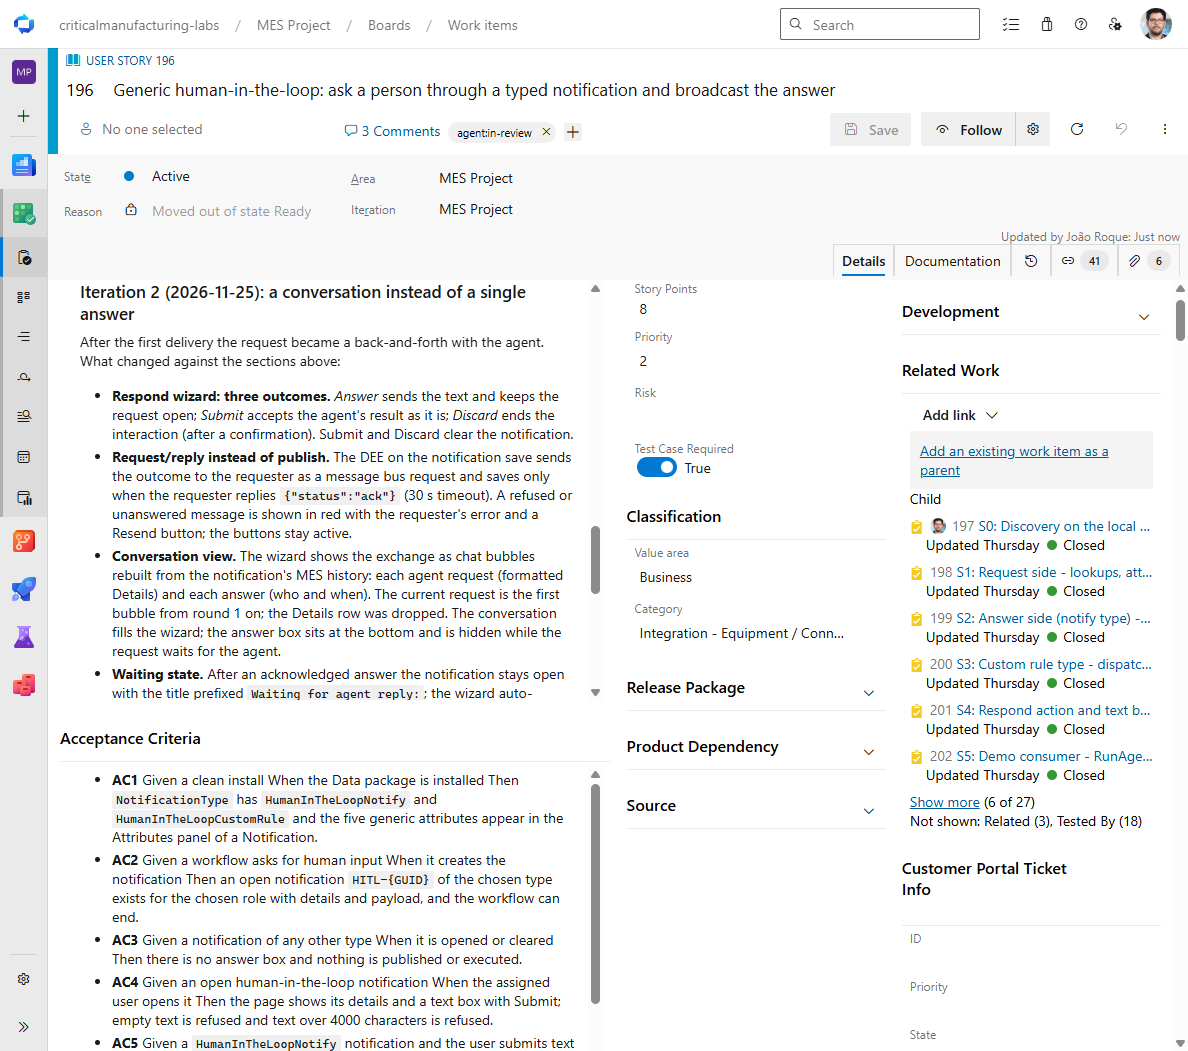 criticalmanufacturing-labs / MES Project / Boards / Work items
Search
MP
USER STORY 196
196 Generic human-in-the-loop: ask a person through a typed notification and broadcast the answer
No one selected
3 Comments
agent:in-review
Save
Follow
State
Active
Area
MES Project
Reason
Moved out of state Ready
Iteration
MES Project
Updated by João Roque: Just now
Details
Documentation
41
6
Iteration 2 (2026-11-25): a conversation instead of a single
answer
After the first delivery the request became a back-and-forth with the agent.
What changed against the sections above:
• Respond wizard: three outcomes. Answer sends the text and keeps the
request open; Submit accepts the agent's result as it is; Discard ends the
interaction (after a confirmation). Submit and Discard clear the notification.
• Request/reply instead of publish. The DEE on the notification save sends
the outcome to the requester as a message bus request and saves only
when the requester replies {"status":"ack"} (30 s timeout). A refused or
unanswered message is shown in red with the requester's error and a
Resend button; the buttons stay active.
• Conversation view. The wizard shows the exchange as chat bubbles
rebuilt from the notification's MES history: each agent request (formatted
Details) and each answer (who and when). The current request is the first
bubble from round 1 on; the Details row was dropped. The conversation
fills the wizard; the answer box sits at the bottom and is hidden while the
request waits for the agent.
• Waiting state. After an acknowledged answer the notification stays open
with the title prefixed Waiting for agent reply: ; the wizard auto-
Acceptance Criteria
• AC1 Given a clean install When the Data package is installed Then
NotificationType has HumanInTheLoopNotify and
HumanInTheLoopCustomRule and the five generic attributes appear in the
Attributes panel of a Notification.
• AC2 Given a workflow asks for human input When it creates the
notification Then an open notification HITL-{GUID} of the chosen type
exists for the chosen role with details and payload, and the workflow can
end.
• AC3 Given a notification of any other type When it is opened or cleared
Then there is no answer box and nothing is published or executed.
• AC4 Given an open human-in-the-loop notification When the assigned
user opens it Then the page shows its details and a text box with Submit;
empty text is refused and text over 4000 characters is refused.
• AC5 Given a HumanInTheLoopNotify notification and the user submits text
Story Points
8
Priority
2
Risk
Test Case Required
True
Classification
Value area
Business
Category
Integration - Equipment / Conn...
Release Package
Product Dependency
Source
Development
Related Work
Add link
Add an existing work item as a
parent
Child
197 S0: Discovery on the local ...
Updated Thursday Closed
198 S1: Request side - lookups, att...
Updated Thursday Closed
199 S2: Answer side (notify type) -...
Updated Thursday Closed
200 S3: Custom rule type - dispatc...
Updated Thursday Closed
201 S4: Respond action and text b...
Updated Thursday Closed
202 S5: Demo consumer - RunAge...
Updated Thursday Closed
Show more (6 of 27)
Not shown: Related (3), Tested By (18)
Customer Portal Ticket
Info
ID
Priority
State